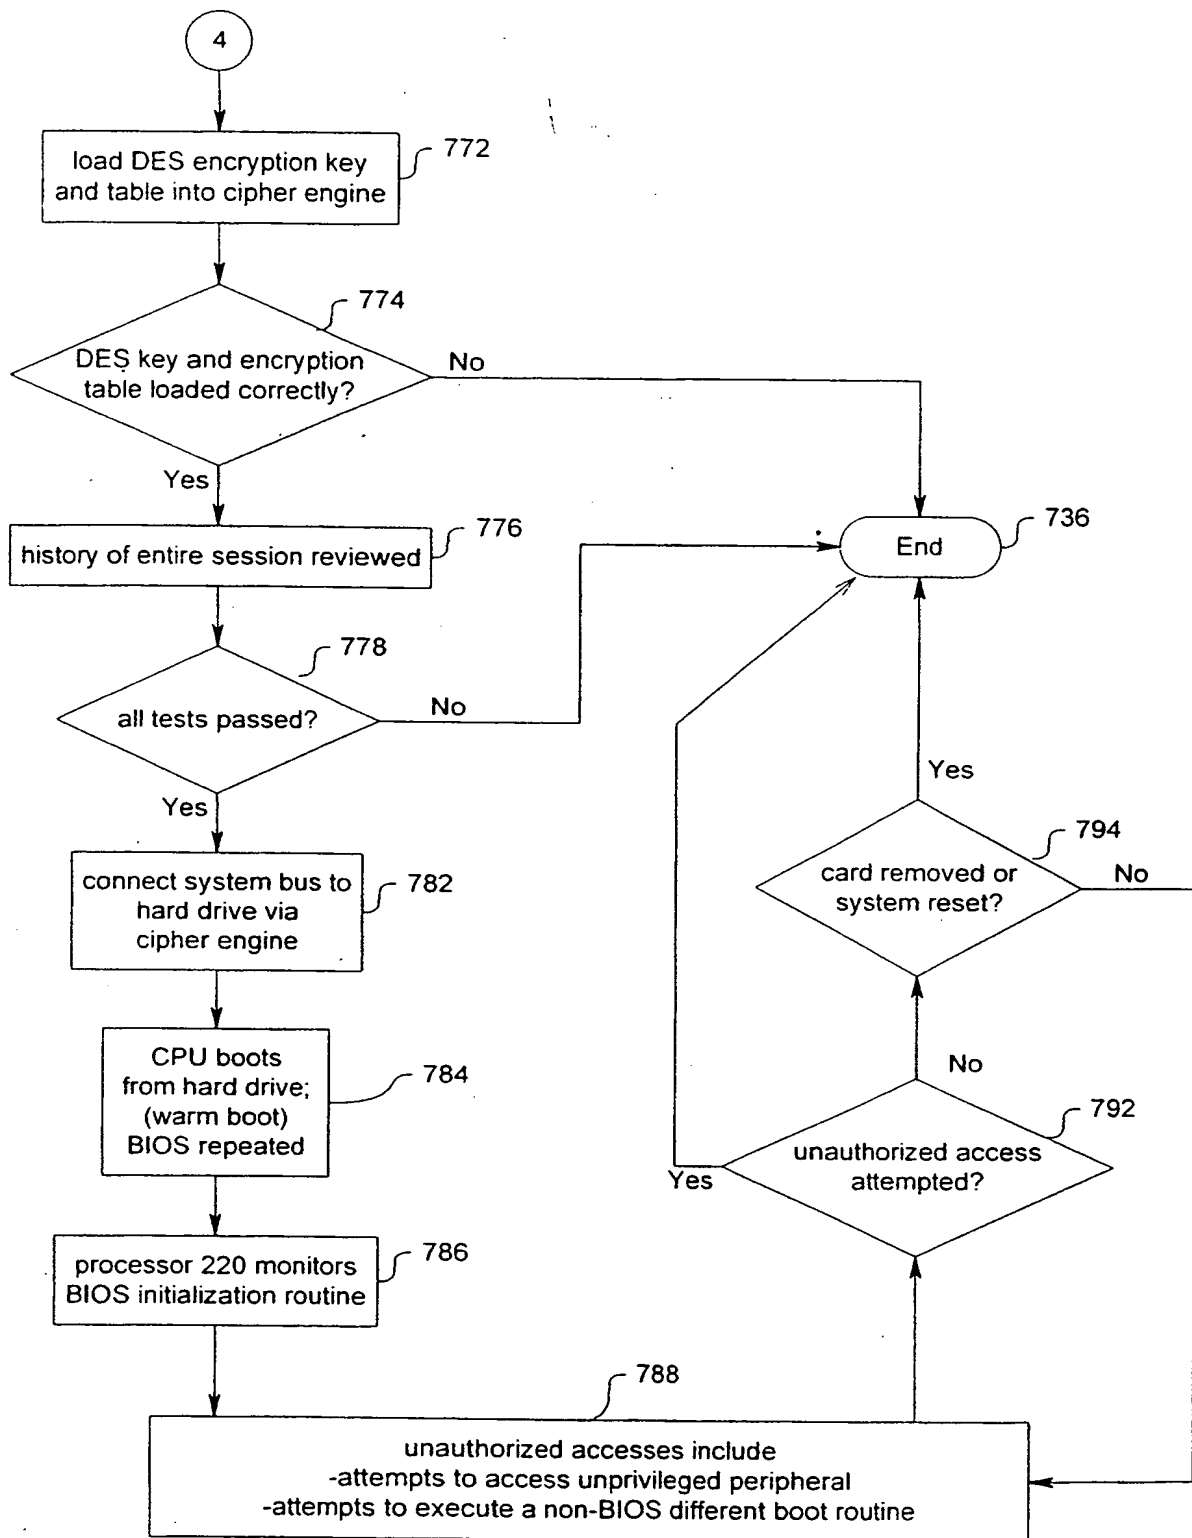 4
load DES encryption key
and table into cipher engine
772
774
DES key and encryption
table loaded correctly?
No
Yes
history of entire session reviewed
776
End
736
778
all tests passed?
No
Yes
connect system bus to
hard drive via
cipher engine
782
CPU boots
from hard drive;
(warm boot)
BIOS repeated
784
processor 220 monitors
BIOS initialization routine
786
Yes
794
card removed or
system reset?
No
No
792
unauthorized access
attempted?
Yes
788
unauthorized accesses include
-attempts to access unprivileged peripheral
-attempts to execute a non-BIOS different boot routine